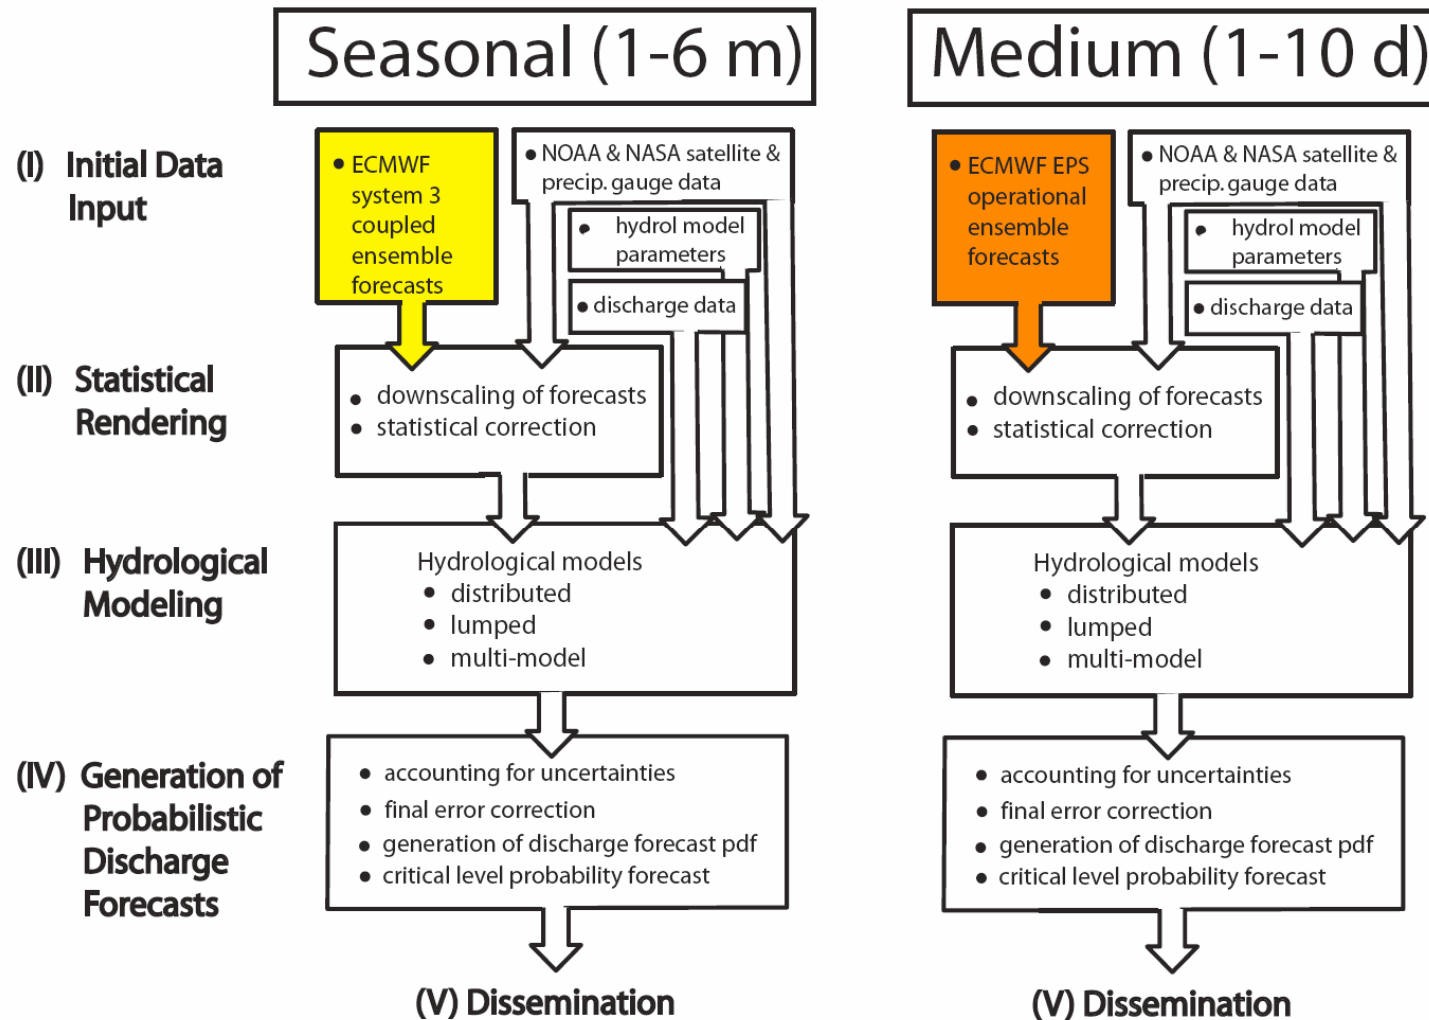 Seasonal (1-6 m)
Medium (1-10 d)
(I) Initial Data
Input
• ECMWF
system 3
coupled
ensemble
forecasts
• NOAA & NASA satellite &
precip. gauge data
• hydrol model
parameters
• discharge data
• ECMWF EPS
operational
ensemble
forecasts
• NOAA & NASA satellite &
precip. gauge data
• hydrol model
parameters
• discharge data
(II) Statistical
Rendering
• downscaling of forecasts
• statistical correction
• downscaling of forecasts
• statistical correction
(III) Hydrological
Modeling
Hydrological models
• distributed
• lumped
• multi-model
Hydrological models
• distributed
• lumped
• multi-model
(IV) Generation of
Probabilistic
Discharge
Forecasts
• accounting for uncertainties
• final error correction
• generation of discharge forecast pdf
• critical level probability forecast
• accounting for uncertainties
• final error correction
• generation of discharge forecast pdf
• critical level probability forecast
(V) Dissemination
(V) Dissemination